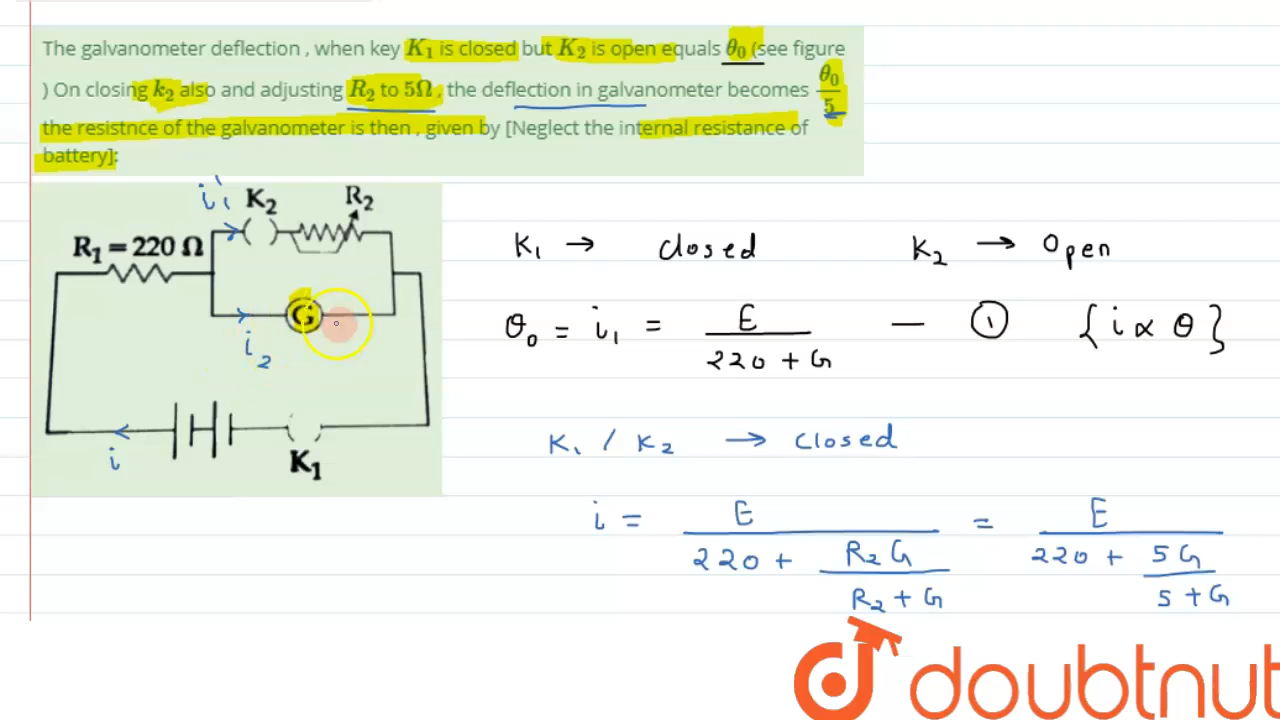 The galvanometer deflection , when key K₁ is closed but K₂ is open equals θ₀ (see figure
) On closing k₂ also and adjusting R₂ to 5Ω , the deflection in galvanometer becomes θ₀/5
the resistnce of the galvanometer is then , given by [Neglect the internal resistance of
battery]:
i₁' K₂ R₂
R₁ = 220 Ω
G
i₂
i
K₁
K₁ → closed K₂ → open
θ₀ = i₁ = E / 220 + G — ① {i ∝ θ}
K₁ / K₂ → closed
i = E / 220 + R₂ G / R₂ + G = E / 220 + 5 G / 5 + G
doubtnut